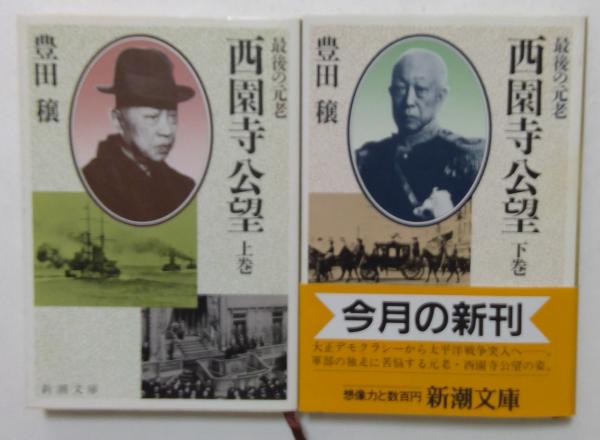 最後の元老
西園寺公望
上巻
豊田 穣
新潮文庫
最後の元老
西園寺公望
下巻
豊田 穣
今月の新刊
大正デモクラシーから太平洋戦争突入へ――。
軍部の独走に苦悩する元老・西園寺公望の姿。
想像力と数百円
新潮文庫